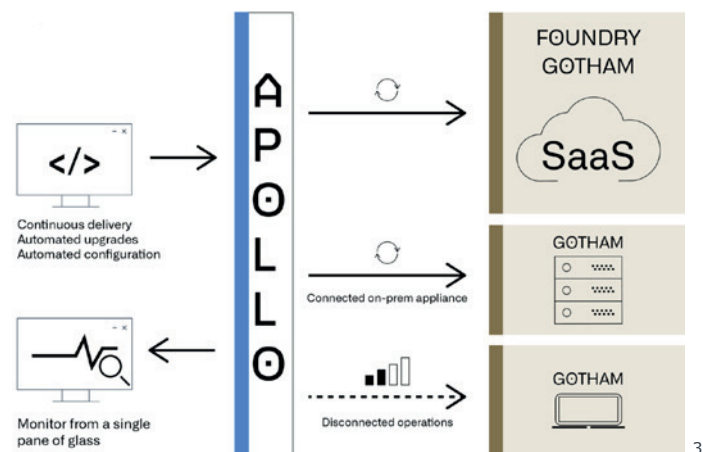 </>
Continuous delivery
Automated upgrades
Automated configuration
Monitor from a single
pane of glass
APOLLO
Connected on-prem appliance
Disconnected operations
FOUNDRY
GOTHAM
SaaS
GOTHAM
GOTHAM
3